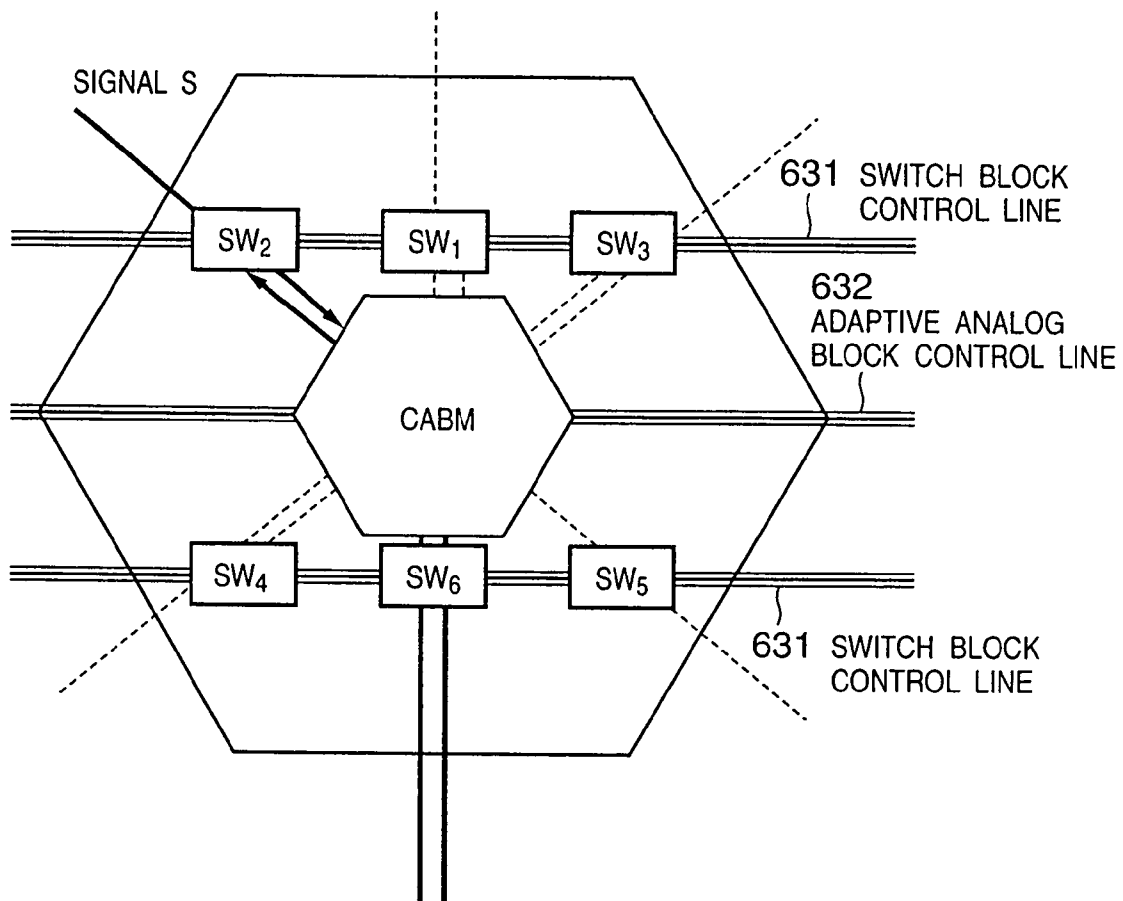 SIGNAL S
631 SWITCH BLOCK
CONTROL LINE
SW2
SW1
SW3
632
ADAPTIVE ANALOG
BLOCK CONTROL LINE
CABM
SW4
SW6
SW5
631 SWITCH BLOCK
CONTROL LINE